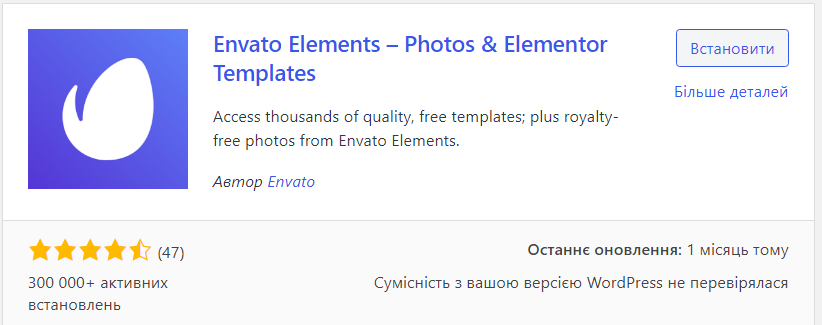 Envato Elements – Photos & Elementor
Templates
Встановити
Більше деталей
Access thousands of quality, free templates; plus royalty-
free photos from Envato Elements.
Автор Envato
(47)
300 000+ активних
встановлень
Останнє оновлення: 1 місяць тому
Сумісність з вашою версією WordPress не перевірялася